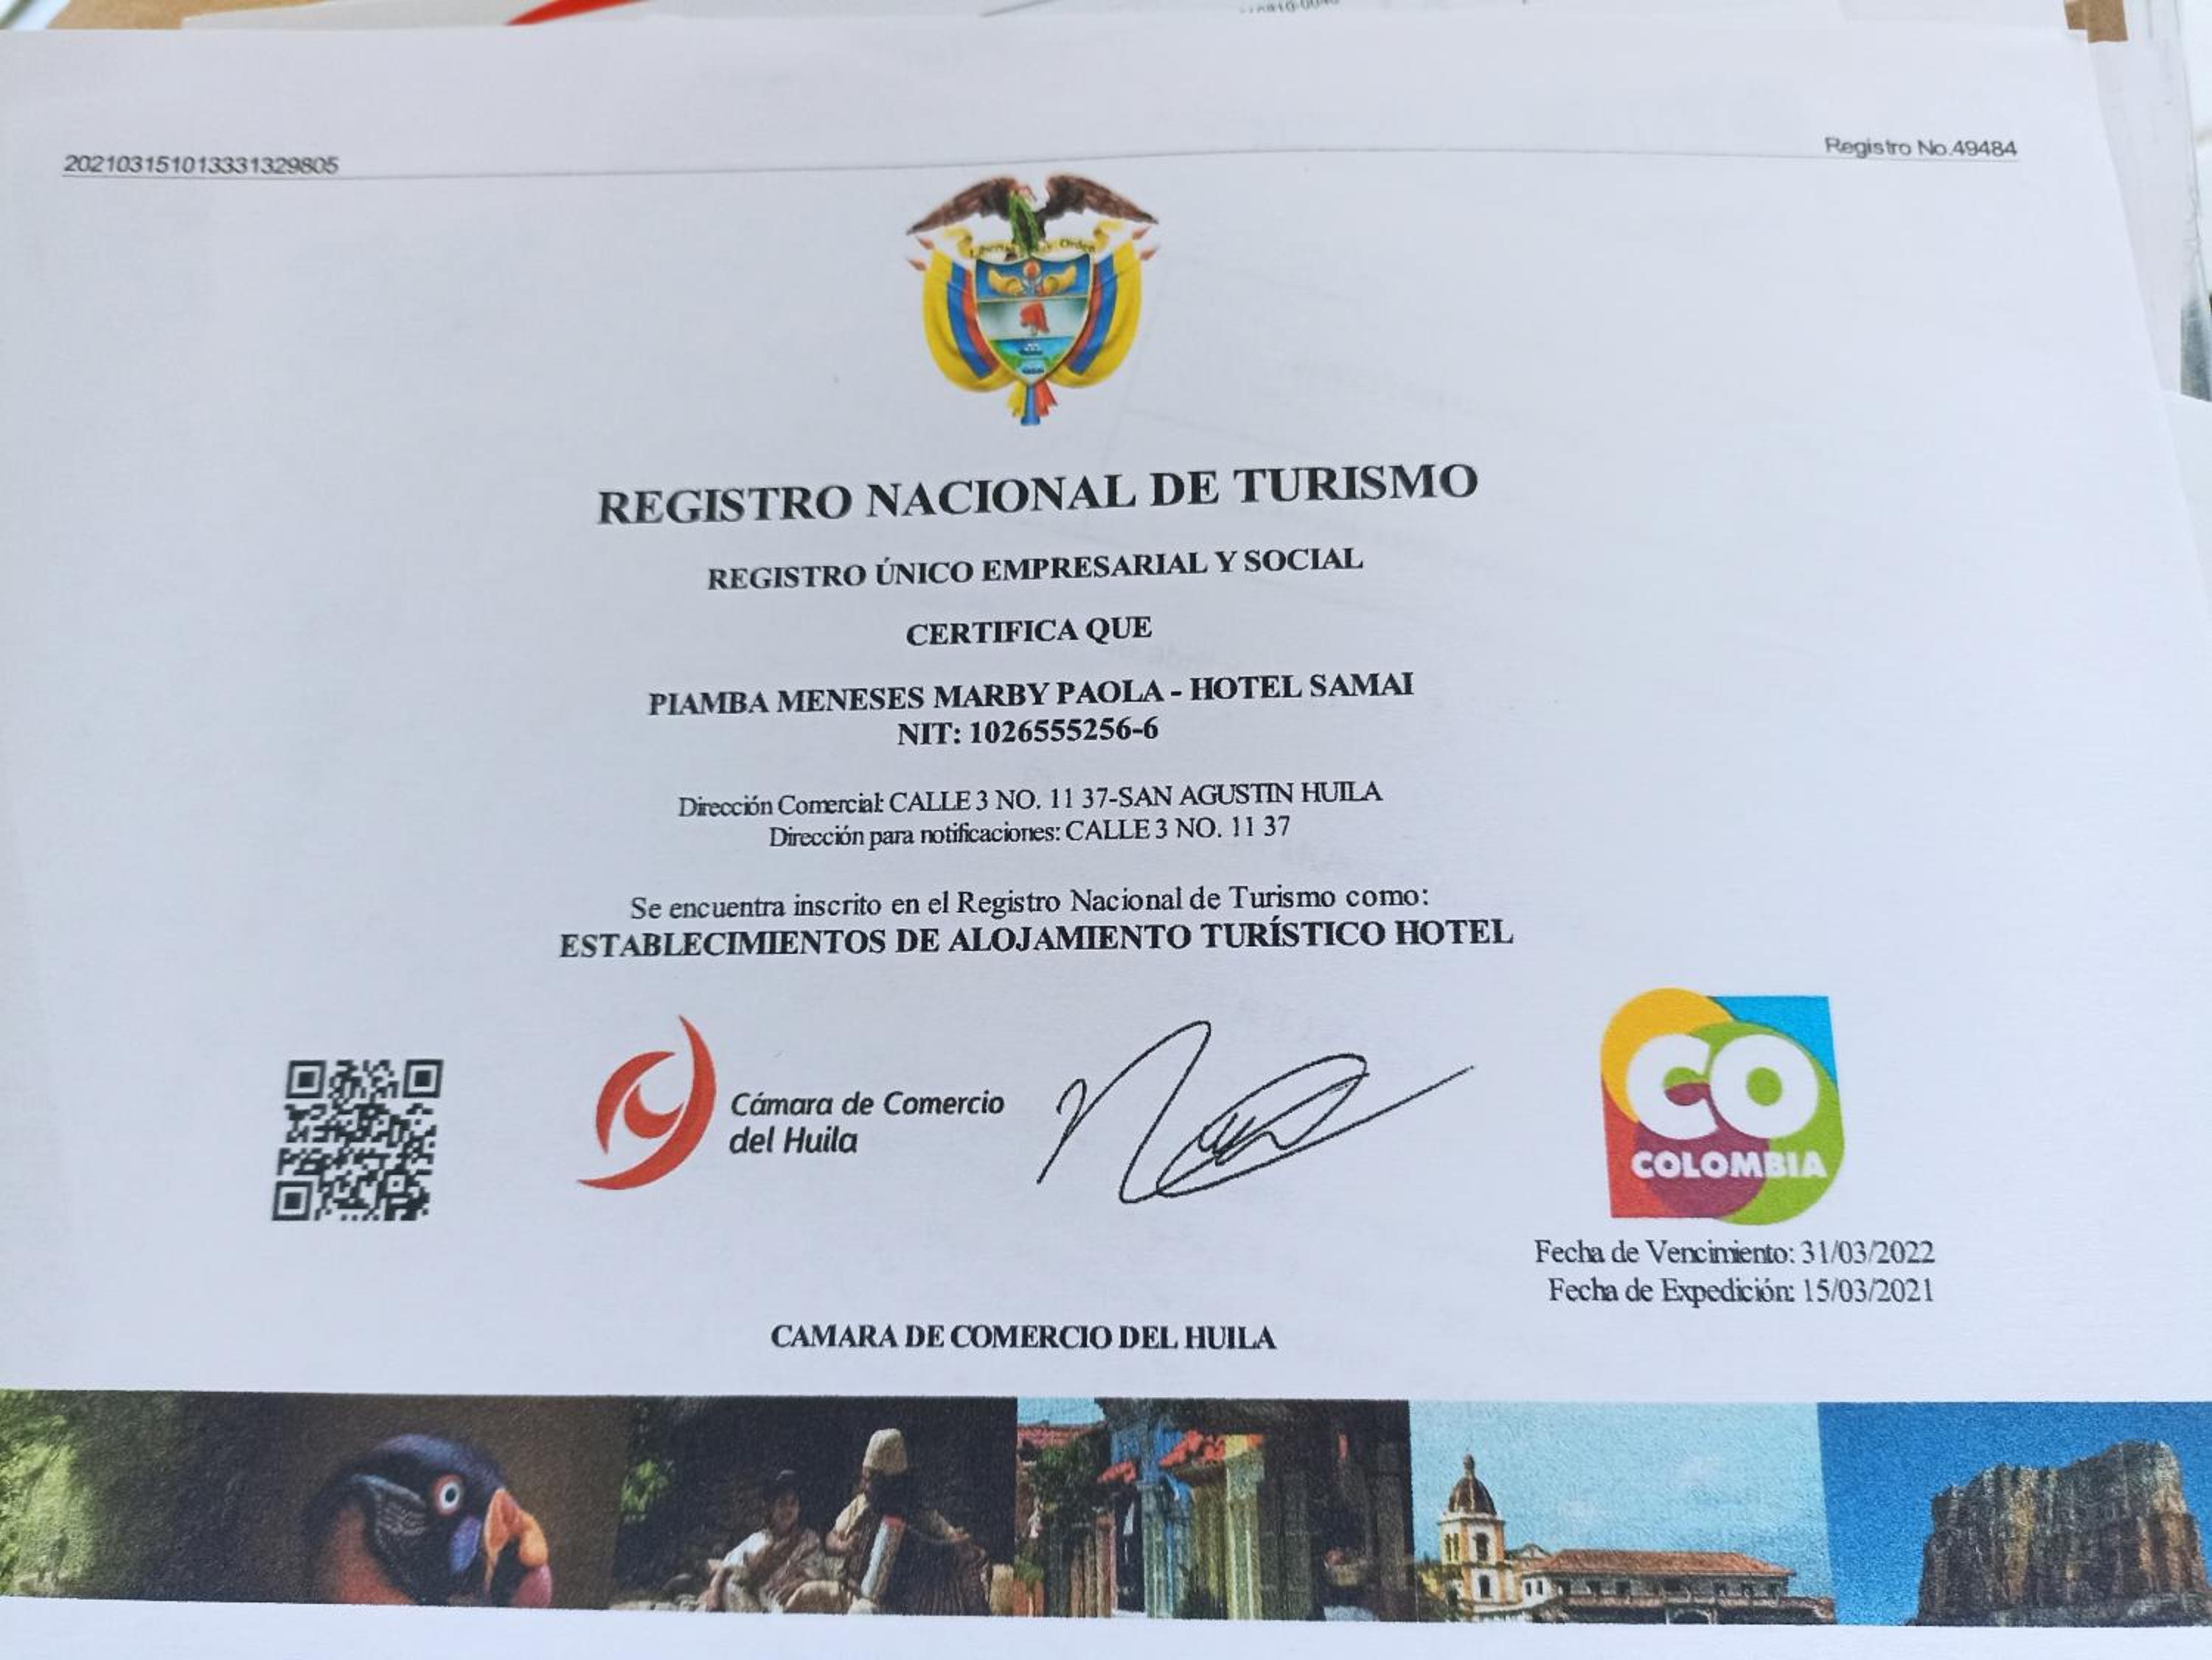 202103151013331329805
Registro No.49484
Libertad y Orden
REGISTRO NACIONAL DE TURISMO
REGISTRO ÚNICO EMPRESARIAL Y SOCIAL
CERTIFICA QUE
PIAMBA MENESES MARBY PAOLA - HOTEL SAMAI
NIT: 1026555256-6
Dirección Comercial: CALLE 3 NO. 11 37-SAN AGUSTIN HUILA
Dirección para notificaciones: CALLE 3 NO. 11 37
Se encuentra inscrito en el Registro Nacional de Turismo como:
ESTABLECIMIENTOS DE ALOJAMIENTO TURÍSTICO HOTEL
Cámara de Comercio
del Huila
CO
COLOMBIA
Fecha de Vencimiento: 31/03/2022
Fecha de Expedición: 15/03/2021
CAMARA DE COMERCIO DEL HUILA